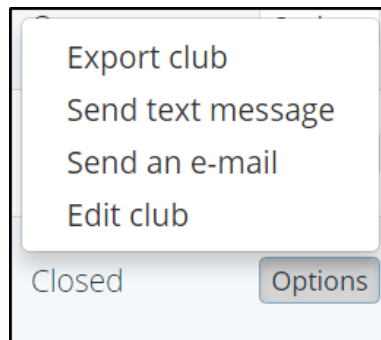 Export club
Send text message
Send an e-mail
Edit club
Closed Options